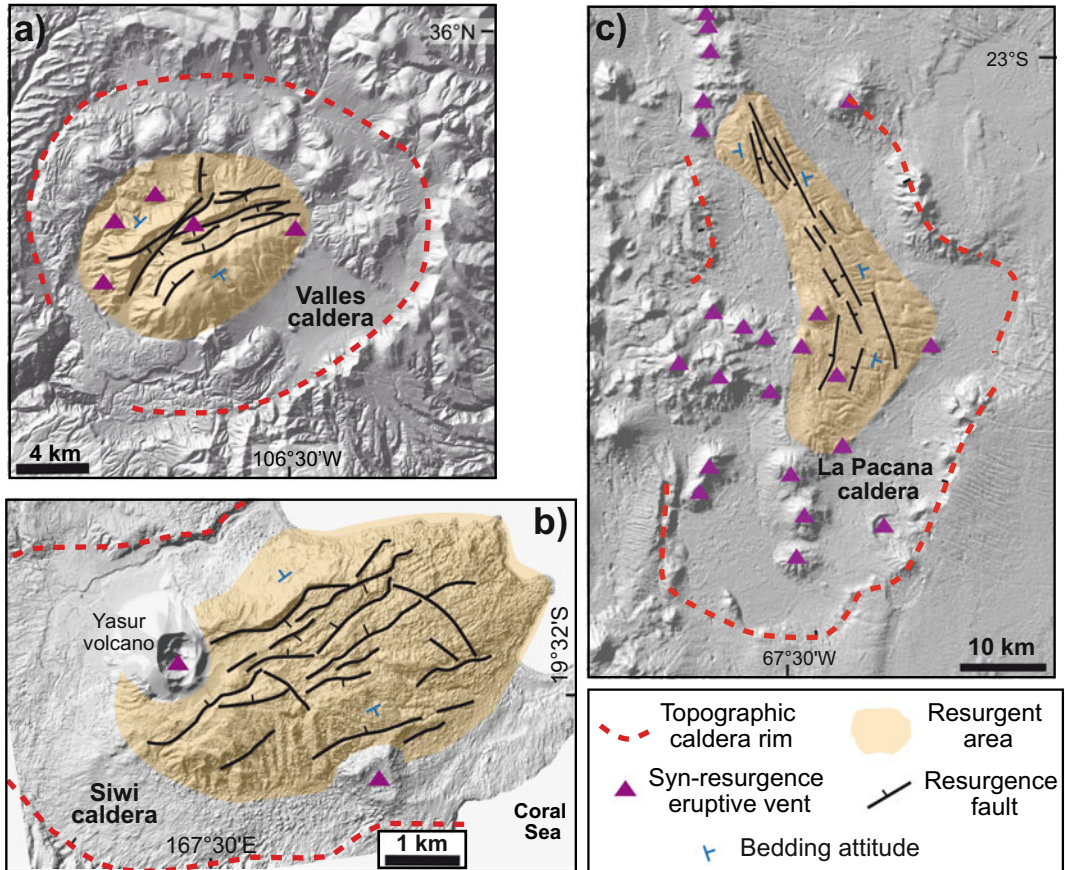 a)
36°N
Valles
caldera
4 km
106°30'W
b)
Yasur
volcano
19°32'S
Siwi
caldera
167°30'E
1 km
Coral
Sea
c)
23°S
La Pacana
caldera
67°30'W
10 km
Topographic
caldera rim
Resurgent
area
Syn-resurgence
eruptive vent
Resurgence
fault
Bedding attitude